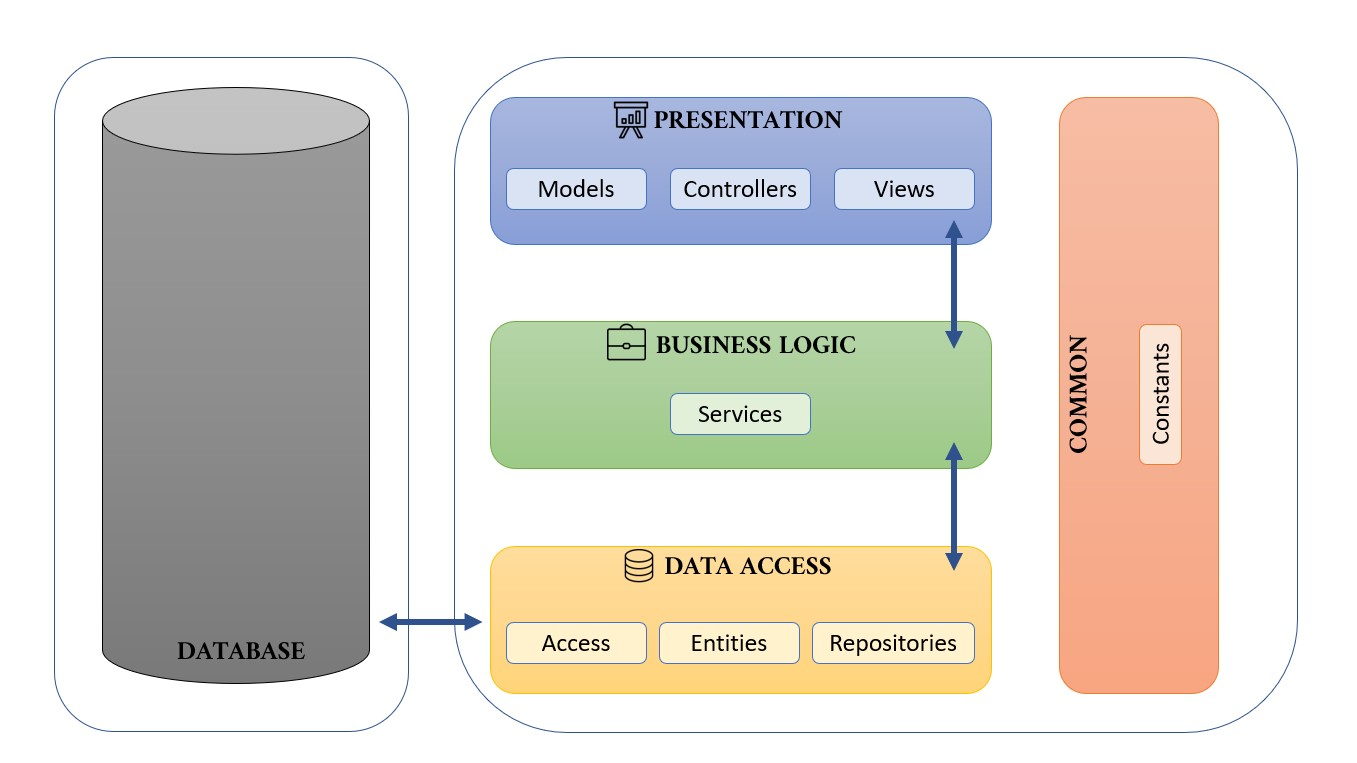 PRESENTATION
Models
Controllers
Views
BUSINESS LOGIC
Services
DATA ACCESS
Access
Entities
Repositories
DATABASE
COMMON
Constants